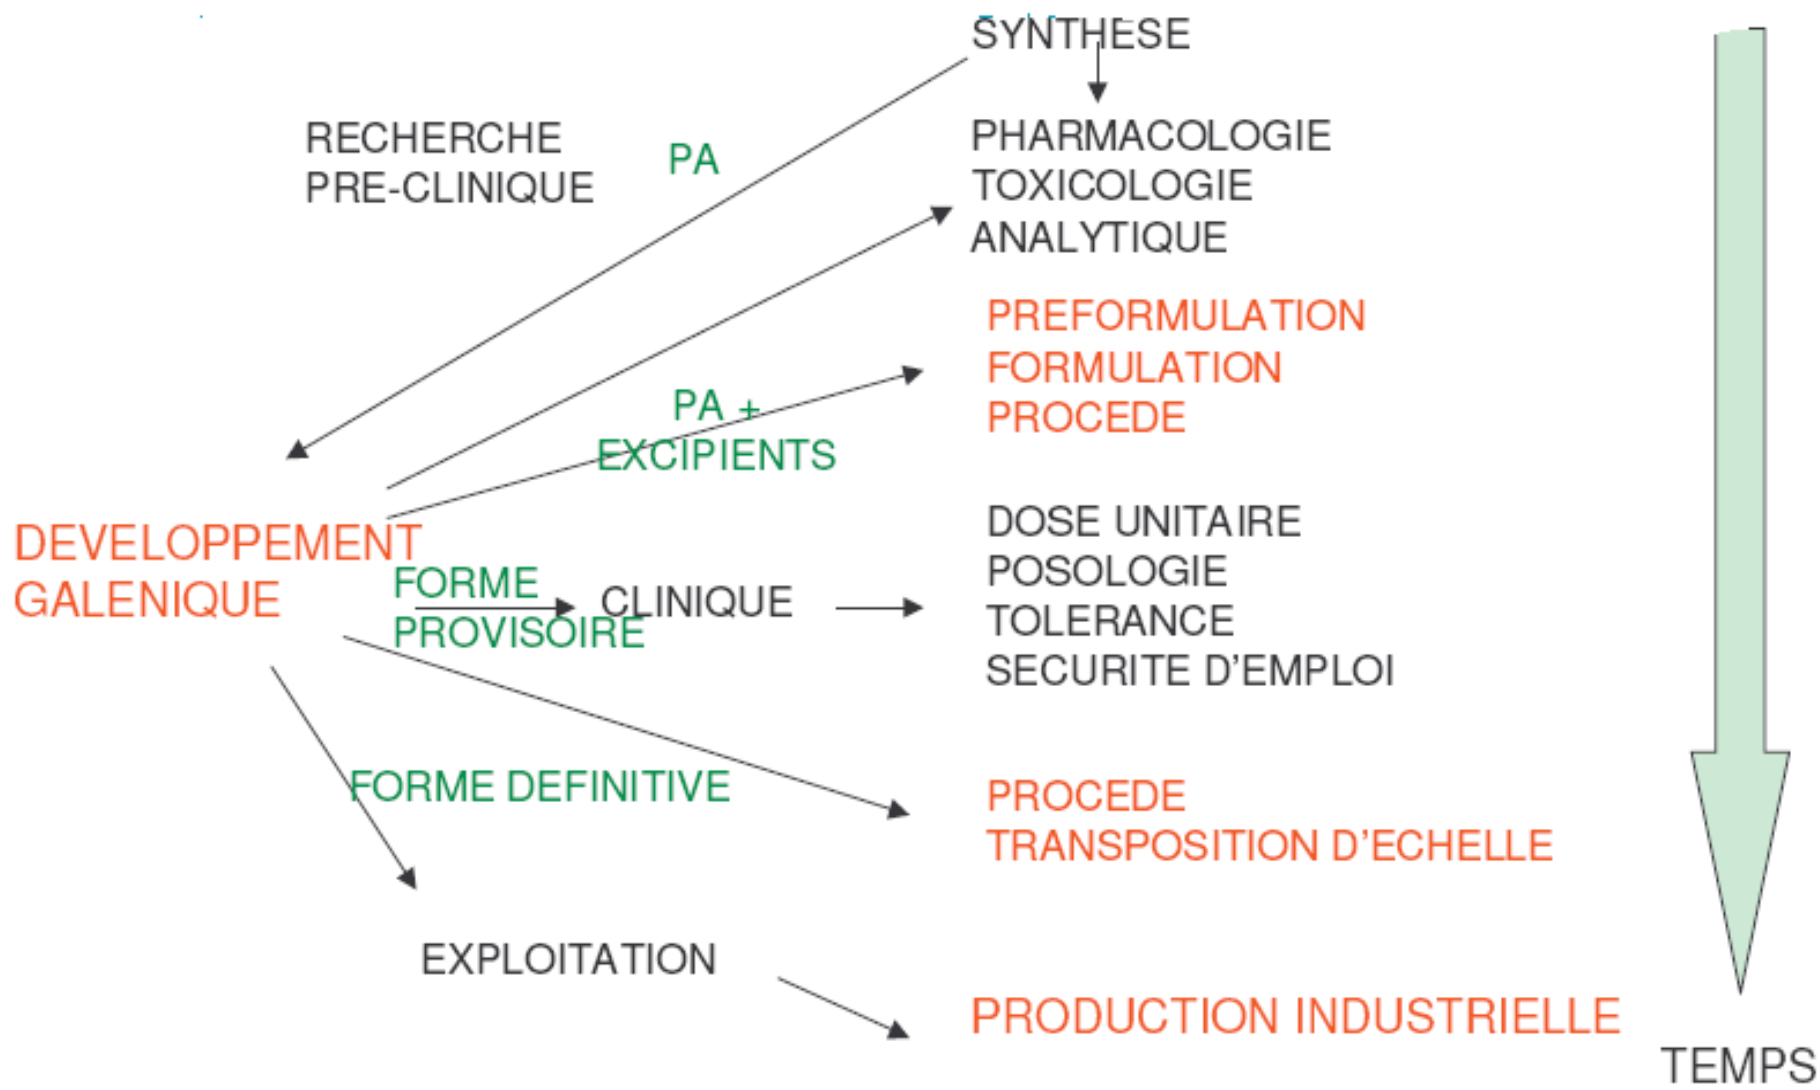 SYNTHESE
RECHERCHE
PRE-CLINIQUE
PA
PHARMACOLOGIE
TOXICOLOGIE
ANALYTIQUE
PREFORMULATION
FORMULATION
PROCEDE
PA +
EXCIPIENTS
DEVELOPPEMENT
GALENIQUE
FORME
PROVISOIRE
CLINIQUE
DOSE UNITAIRE
POSOLOGIE
TOLERANCE
SECURITE D'EMPLOI
FORME DEFINITIVE
PROCEDE
TRANSPOSITION D'ECHELLE
EXPLOITATION
PRODUCTION INDUSTRIELLE
TEMPS